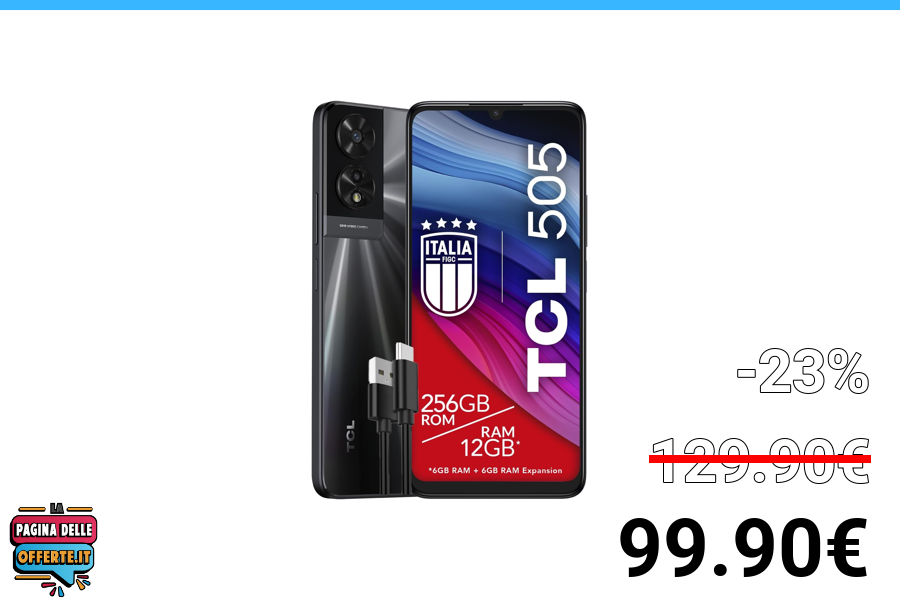 TCL 505
ITALIA
FIGC
256GB
ROM
RAM
12GB*
*6GB RAM + 6GB RAM Expansion
TCL
-23%
129.90€
99.90€
LA
PAGINA DELLE
OFFERTE.IT